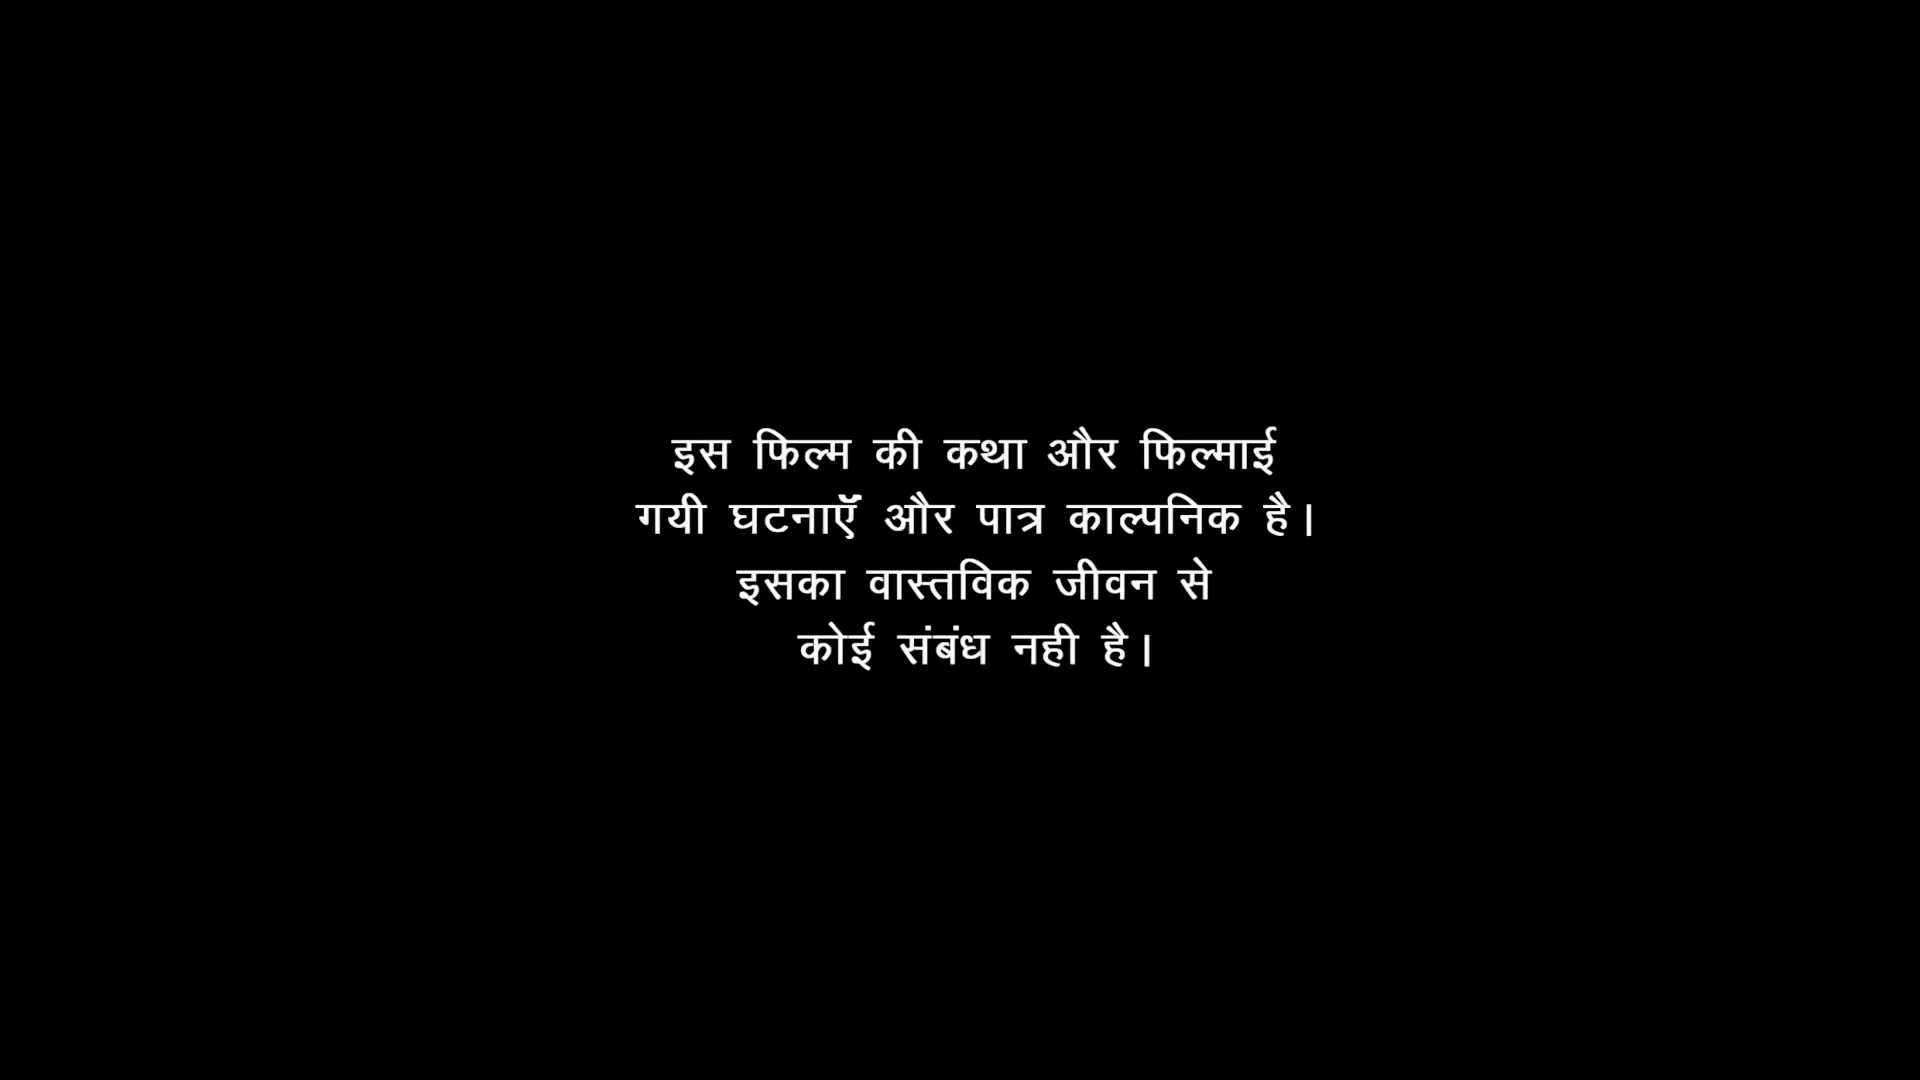 इस फिल्म की कथा और फिल्माई
गयी घटनाएँ और पात्र काल्पनिक है।
इसका वास्तविक जीवन से
कोई संबंध नही है।